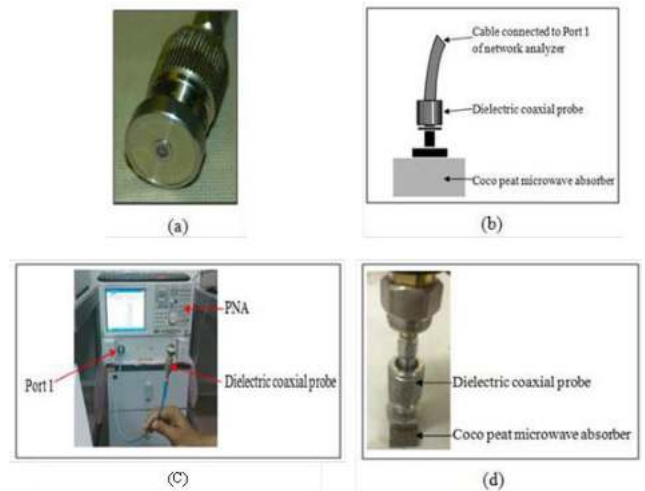 Cable connected to Port 1
of network analyzer
Dielectric coaxial probe
Coco peat microwave absorber
(a)
(b)
PNA
Port 1
Dielectric coaxial probe
Dielectric coaxial probe
Coco peat microwave absorber
(C)
(d)